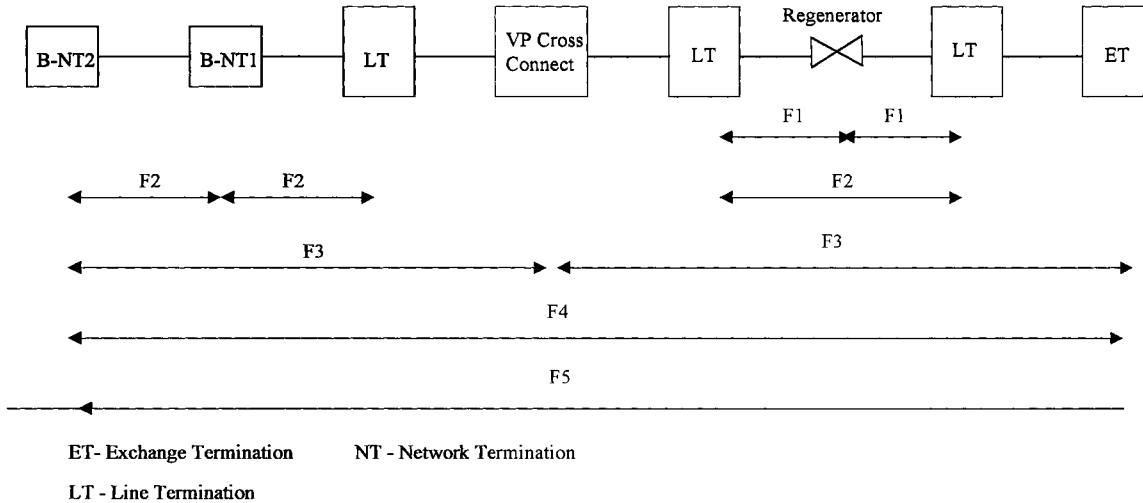 Regenerator
B-NT2
B-NT1
LT
VP Cross
Connect
LT
LT
ET
F1
F1
F2
F2
F2
F3
F3
F4
F5
ET- Exchange Termination
NT - Network Termination
LT - Line Termination